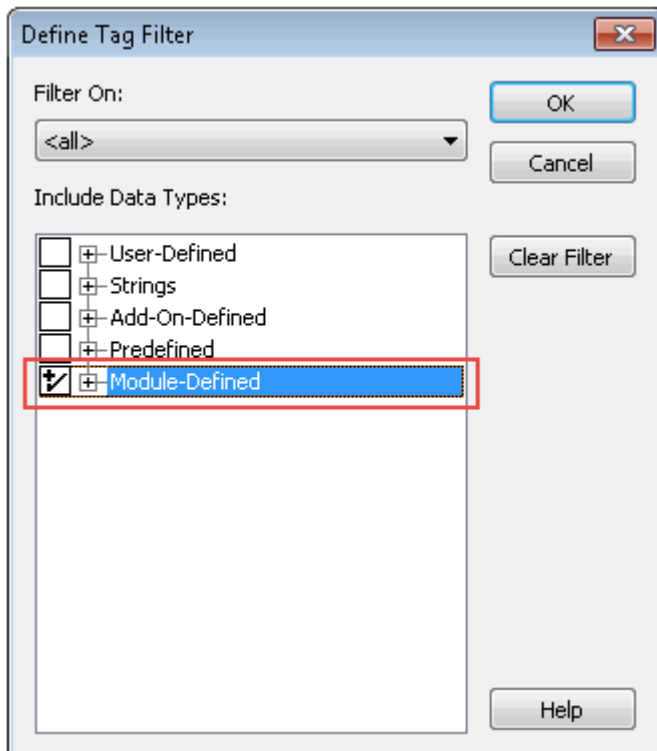 Define Tag Filter
Filter On:
OK
<all>
Cancel
Include Data Types:
User-Defined
Clear Filter
Strings
Add-On-Defined
Predefined
Module-Defined
Help